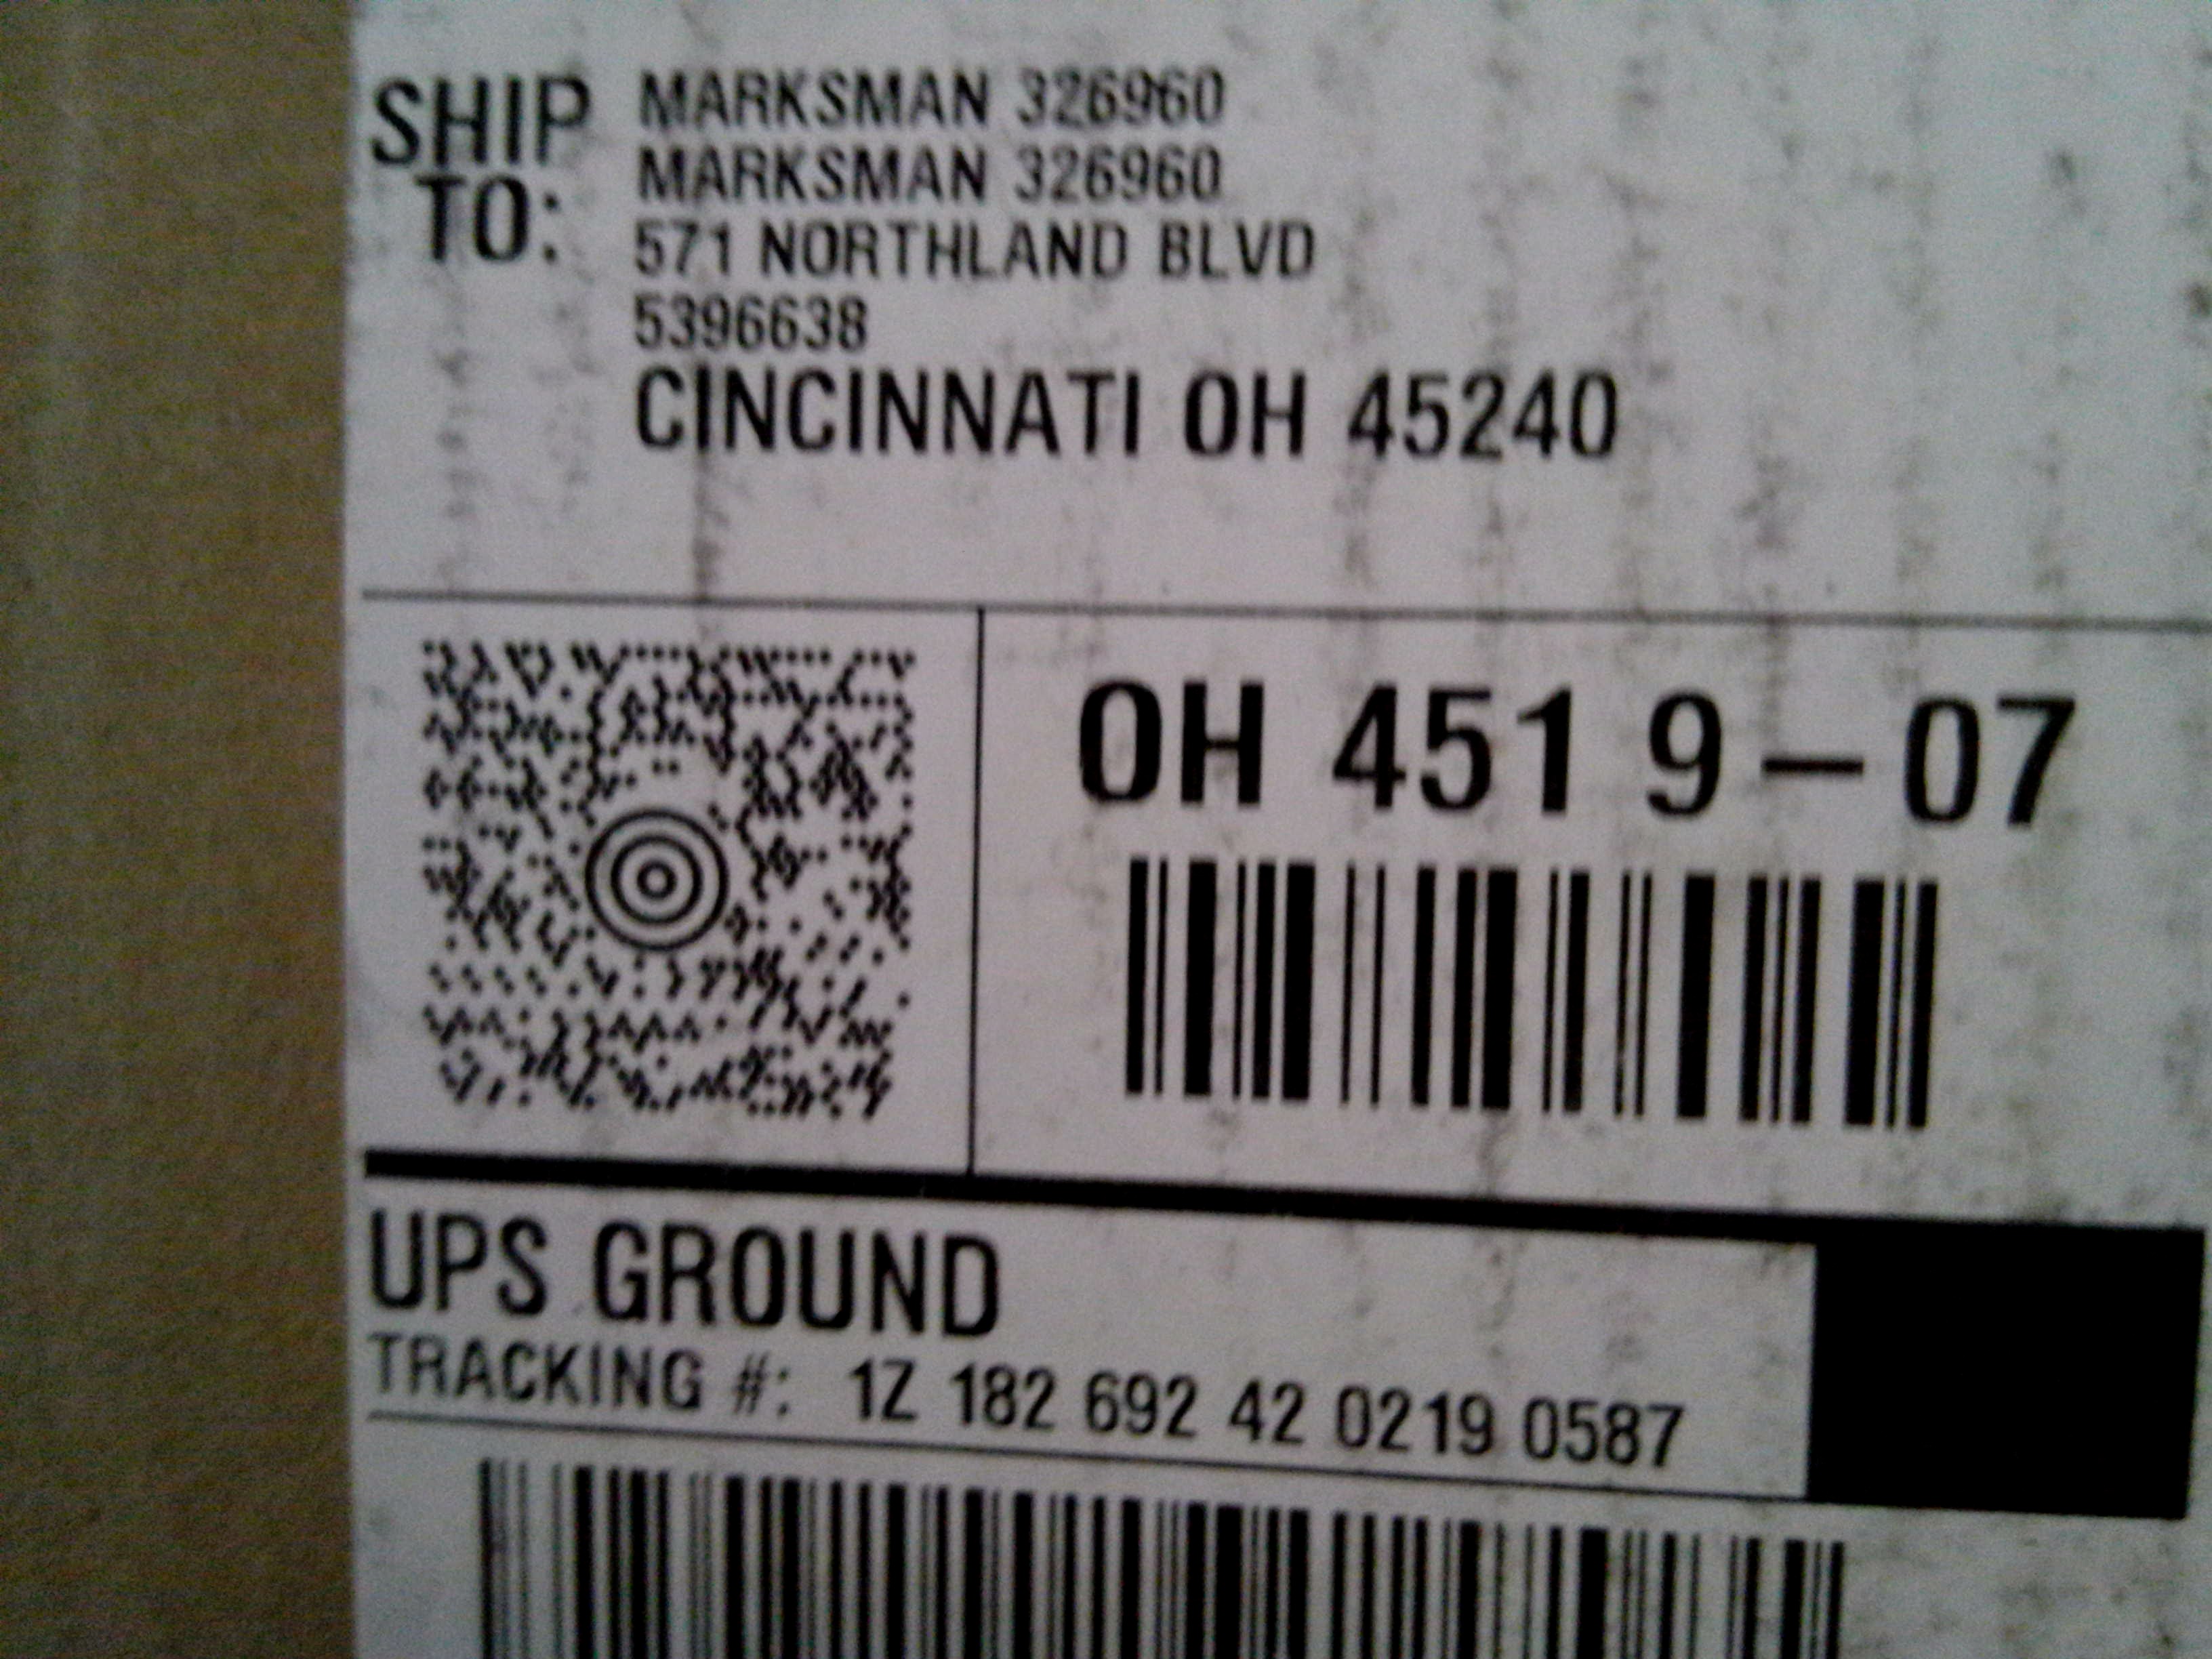 SHIP TO:
MARKSMAN 326960
MARKSMAN 326960
571 NORTHLAND BLVD
5396638
CINCINNATI OH 45240
OH 451 9-07
UPS GROUND
TRACKING #: 1Z 182 692 42 0219 0587